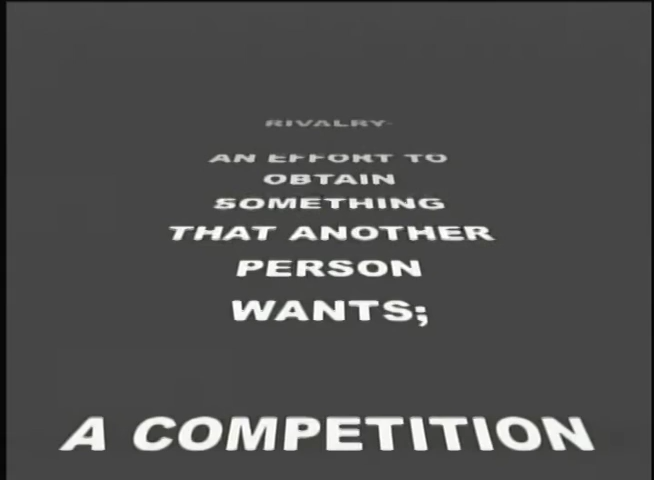 RIVALRY-
AN EFFORT TO
OBTAIN
SOMETHING
THAT ANOTHER
PERSON
WANTS;
A COMPETITION